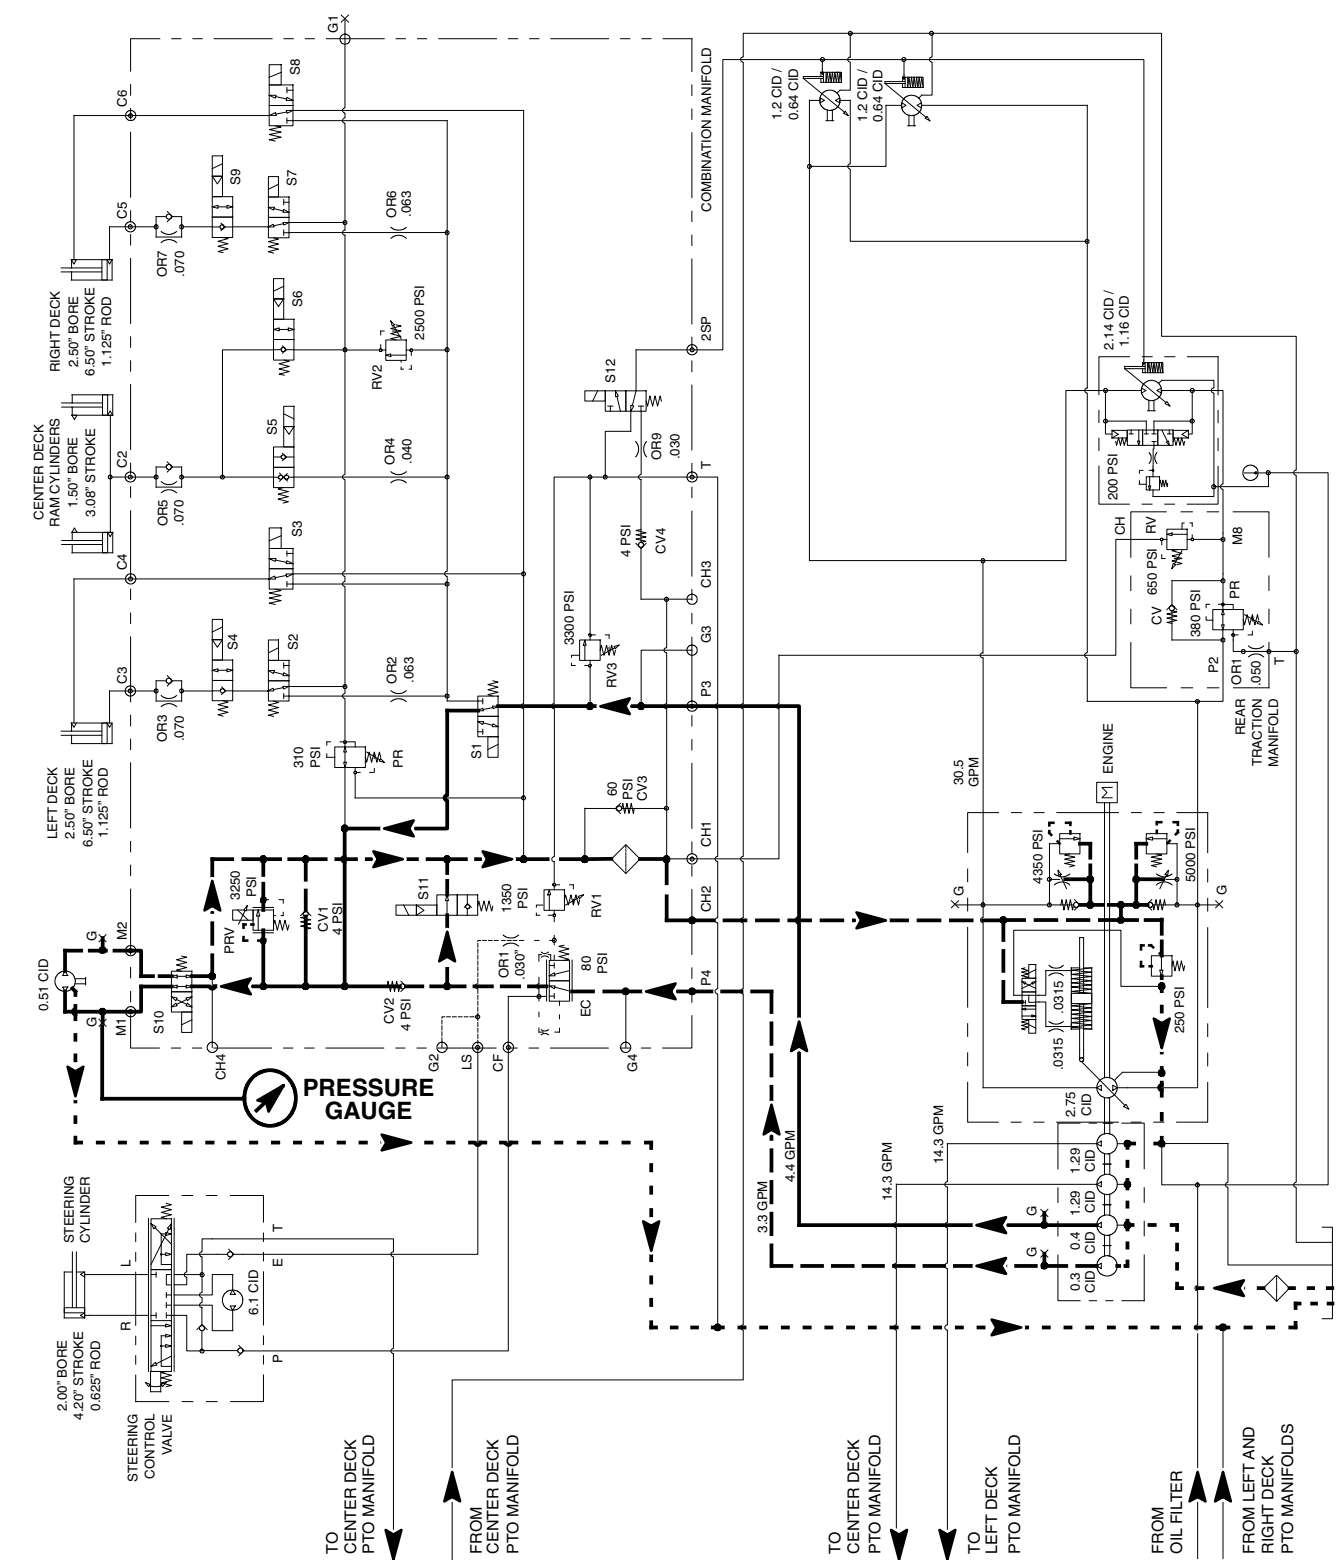 G1
C6
S8
COMBINATION MANIFOLD
1.2 CID /
0.64 CID
1.2 CID /
0.64 CID
RIGHT DECK
2.50" BORE
6.50" STROKE
1.125" ROD
C5
OR7
.070
S9
S7
OR6
.063
S6
RV2
2500 PSI
2SP
S12
2.14 CID /
1.16 CID
CENTER DECK
RAM CYLINDERS
1.50" BORE
3.08" STROKE
C2
OR5
.070
S5
OR4
.040
OR9
.030
T
200 PSI
C4
S3
4 PSI
CV4
CH3
CH
RV
650 PSI
M8
CV
380 PSI
PR
P2
OR1
.050
T
REAR
TRACTION
MANIFOLD
LEFT DECK
2.50" BORE
6.50" STROKE
1.125" ROD
C3
OR3
.070
S4
S2
OR2
.063
3300 PSI
RV3
G3
P3
310
PSI
PR
S1
60
PSI
CV3
CH1
30.5
GPM
ENGINE
M
0.51 CID
G
M2
G
M1
PRV
3250
PSI
CV1
4 PSI
S11
1350
PSI
RV1
CH2
4350 PSI
5000 PSI
G
G
S10
CV2
4 PSI
OR1
.030"
80
PSI
EC
P4
.0315
.0315
250 PSI
CH4
G2
LS
CF
G4
PRESSURE
GAUGE
2.75
CID
STEERING
CYLINDER
L
R
T
E
P
6.1 CID
2.00" BORE
4.20" STROKE
0.625" ROD
STEERING
CONTROL
VALVE
3.3 GPM
4.4 GPM
14.3 GPM
14.3 GPM
1.29
CID
1.29
CID
G
0.4
CID
G
0.3
CID
TO
CENTER DECK
PTO MANIFOLD
FROM
CENTER DECK
PTO MANIFOLD
TO
CENTER DECK
PTO MANIFOLD
TO
LEFT DECK
PTO MANIFOLD
FROM
OIL FILTER
FROM LEFT AND
RIGHT DECK
PTO MANIFOLDS